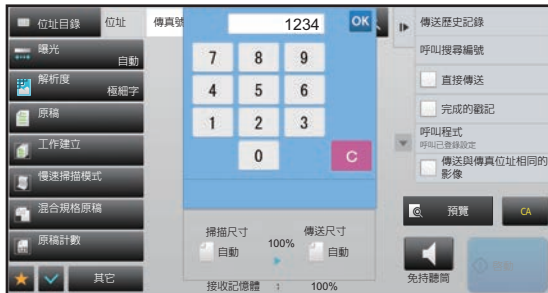 位址目錄
位址
傳真號
曝光
自動
解析度
極細字
原稿
工作建立
慢速掃描模式
混合規格原稿
原稿計數
其它
1234
OK
7 8 9
4 5 6
1 2 3
0 C
掃描尺寸
自動
100%
傳送尺寸
自動
接收記憶體 : 100%
傳送歷史記錄
呼叫搜尋編號
直接傳送
完成的戳記
呼叫程式
呼叫已登錄設定
傳送與傳真位址相同的
影像
預覽
CA
免持聽筒